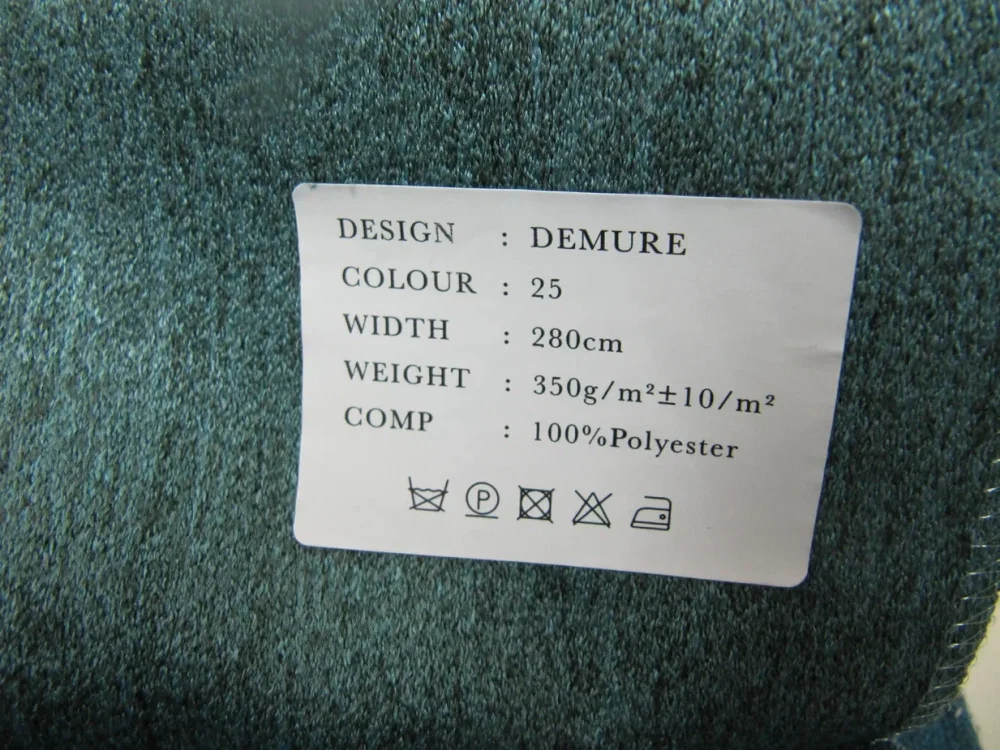 DESIGN : DEMURE
COLOUR : 25
WIDTH : 280cm
WEIGHT : 350g/m²±10/m²
COMP : 100%Polyester
P